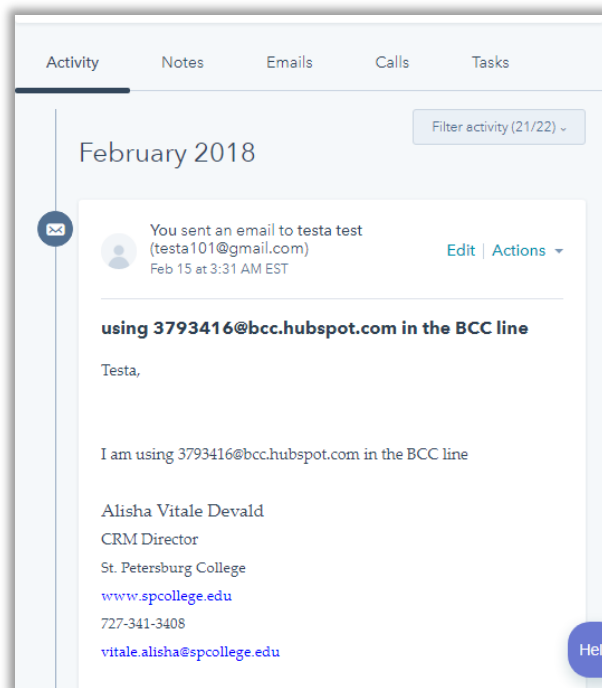 Activity Notes Emails Calls Tasks
Filter activity (21/22)
February 2018
You sent an email to testa test
(testa101@gmail.com)
Edit | Actions
Feb 15 at 3:31 AM EST
using 3793416@bcc.hubspot.com in the BCC line
Testa,
I am using 3793416@bcc.hubspot.com in the BCC line
Alisha Vitale Devald
CRM Director
St. Petersburg College
www.spcollege.edu
727-341-3408
vitale.alisha@spcollege.edu